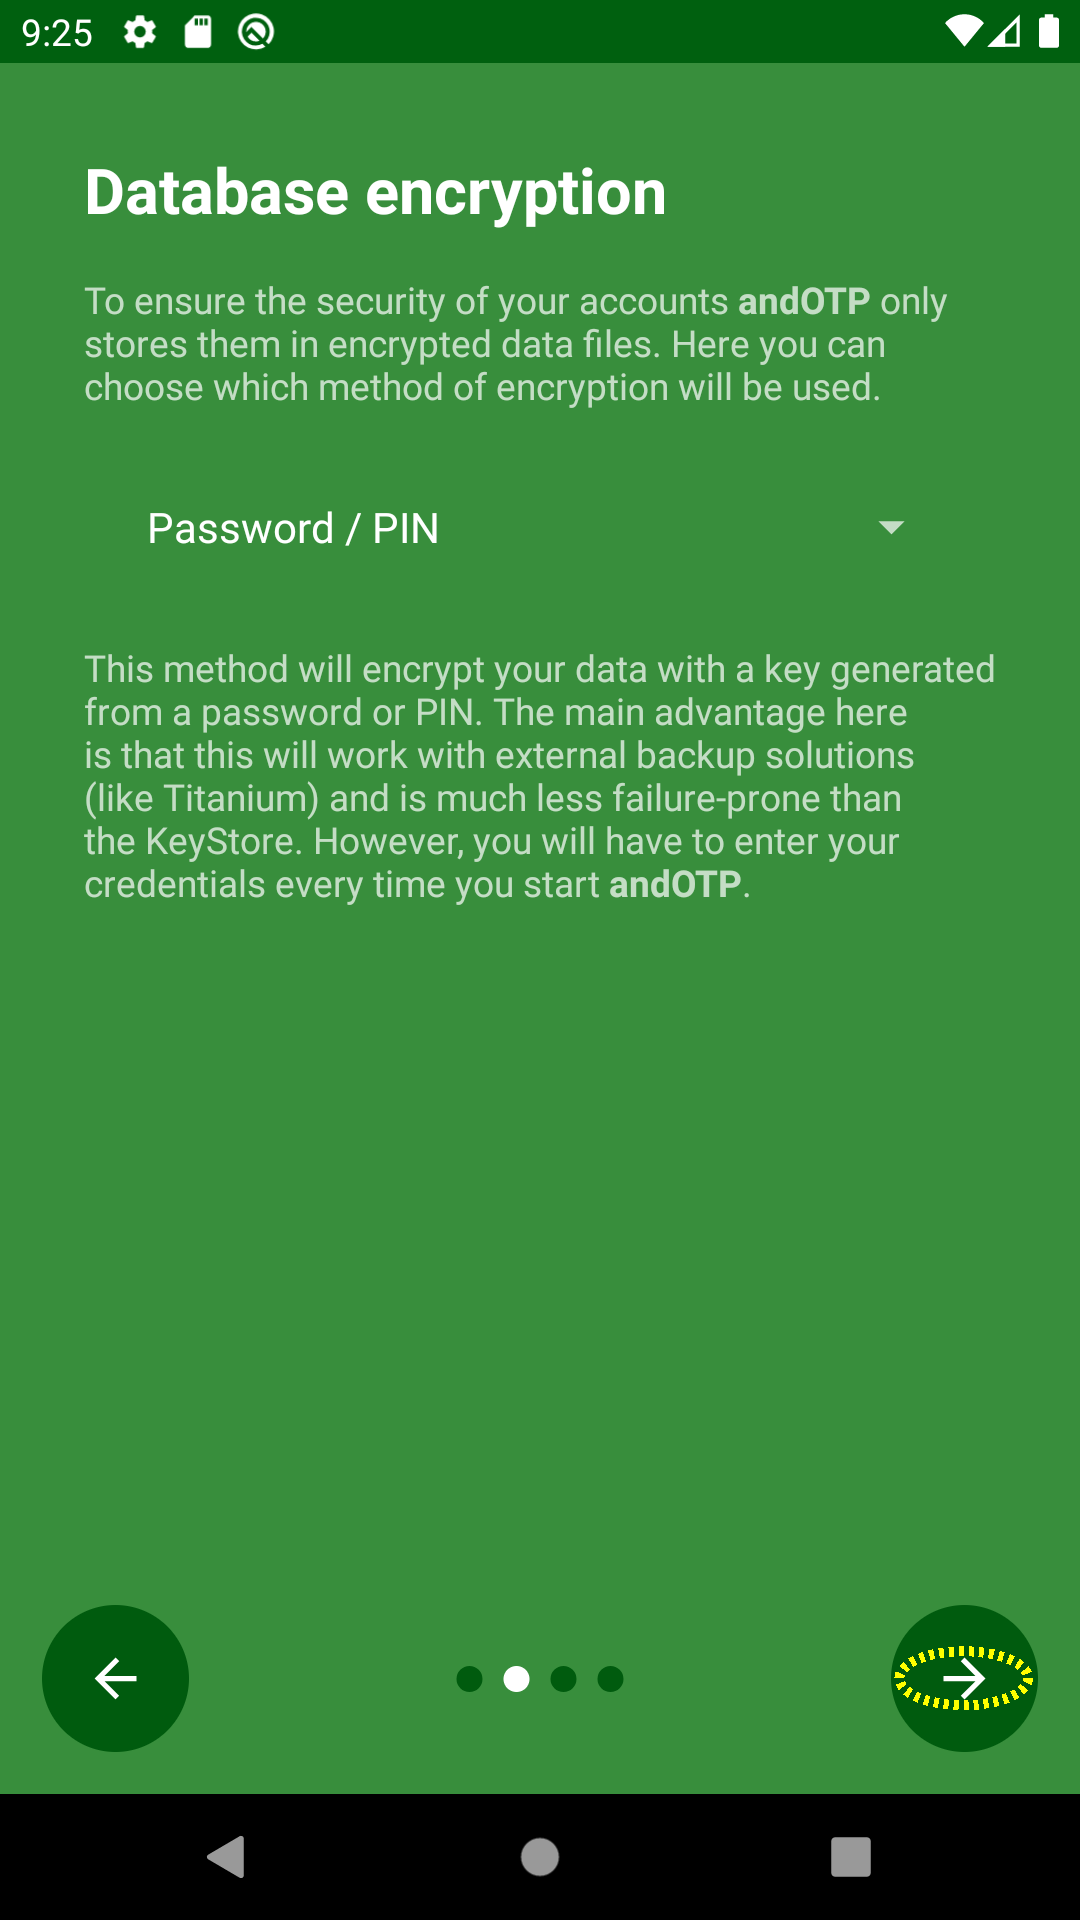 9:25
Database encryption
To ensure the security of your accounts andOTP only
stores them in encrypted data files. Here you can
choose which method of encryption will be used.
Password / PIN
This method will encrypt your data with a key generated
from a password or PIN. The main advantage here
is that this will work with external backup solutions
(like Titanium) and is much less failure-prone than
the KeyStore. However, you will have to enter your
credentials every time you start andOTP.